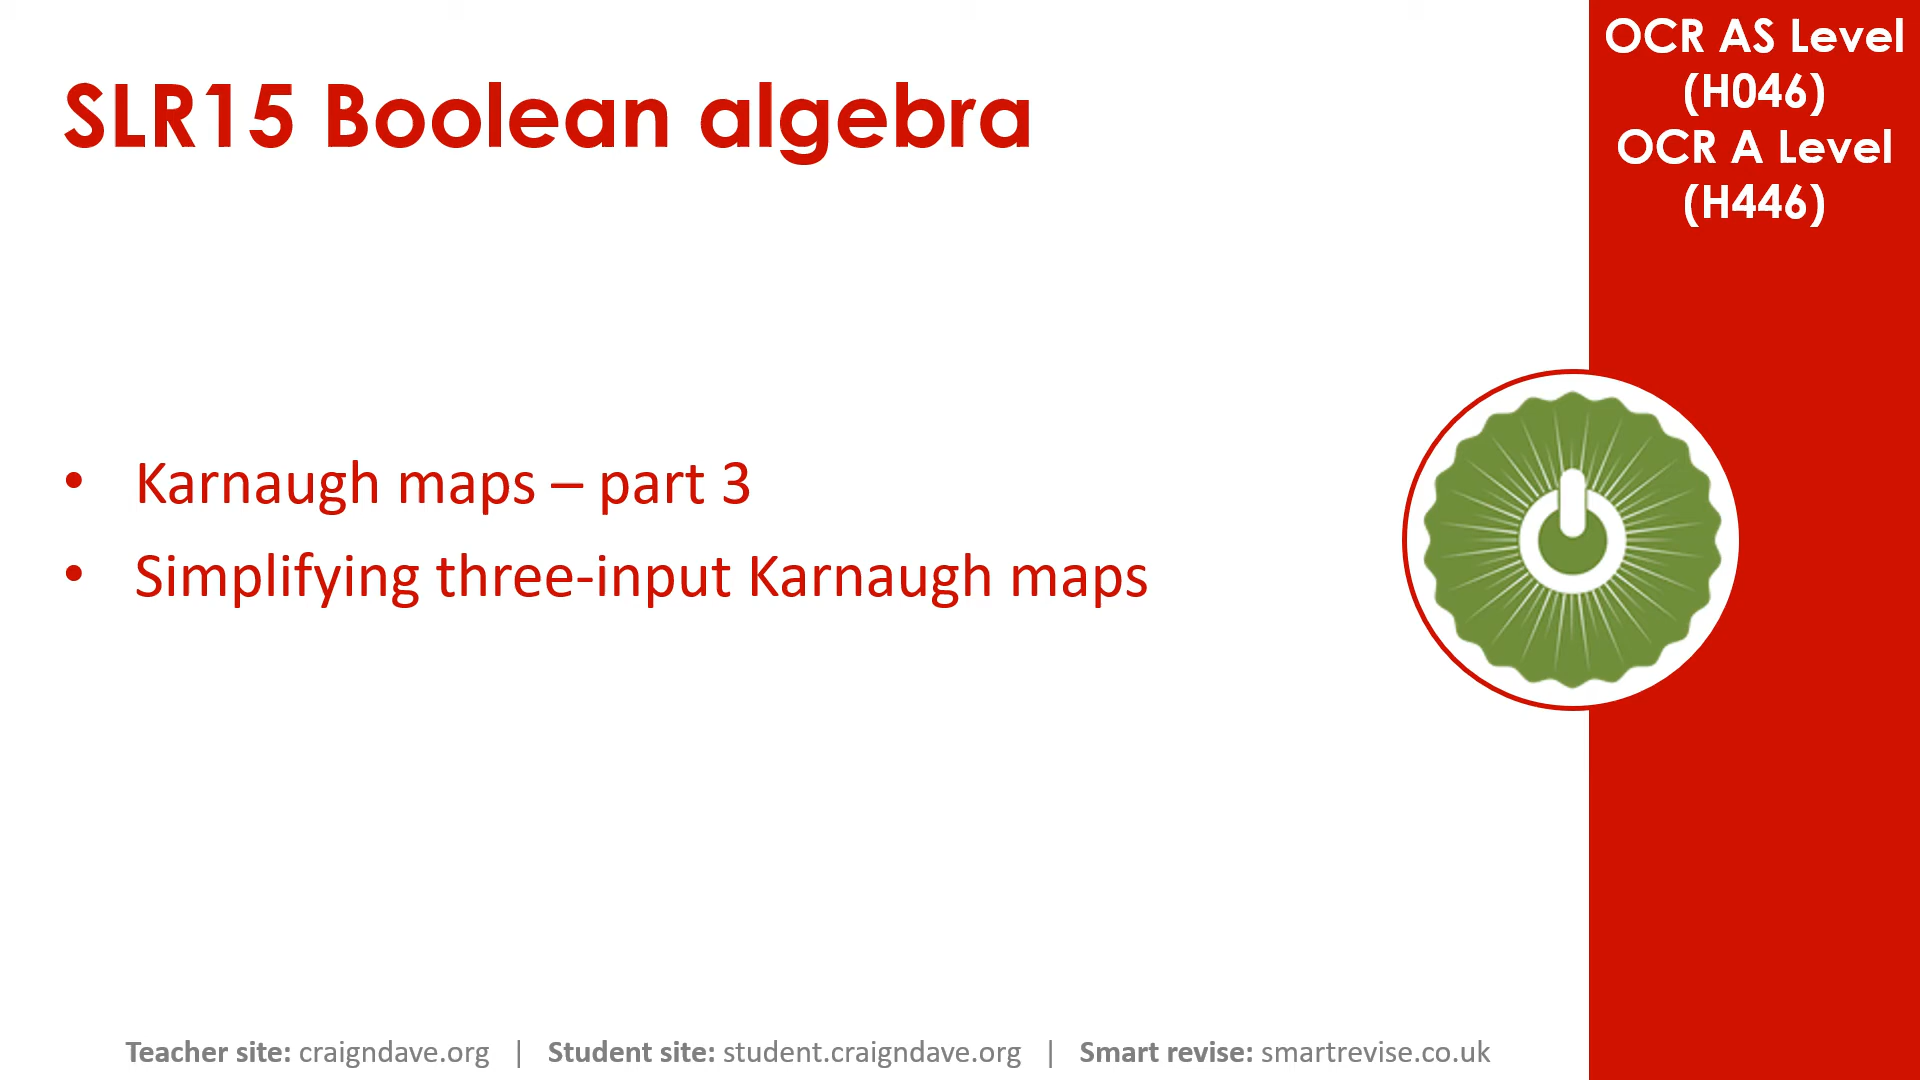 SLR15 Boolean algebra
OCR AS Level
(H046)
OCR A Level
(H446)
• Karnaugh maps – part 3
• Simplifying three-input Karnaugh maps
Teacher site: craigndave.org | Student site: student.craigndave.org | Smart revise: smartrevise.co.uk